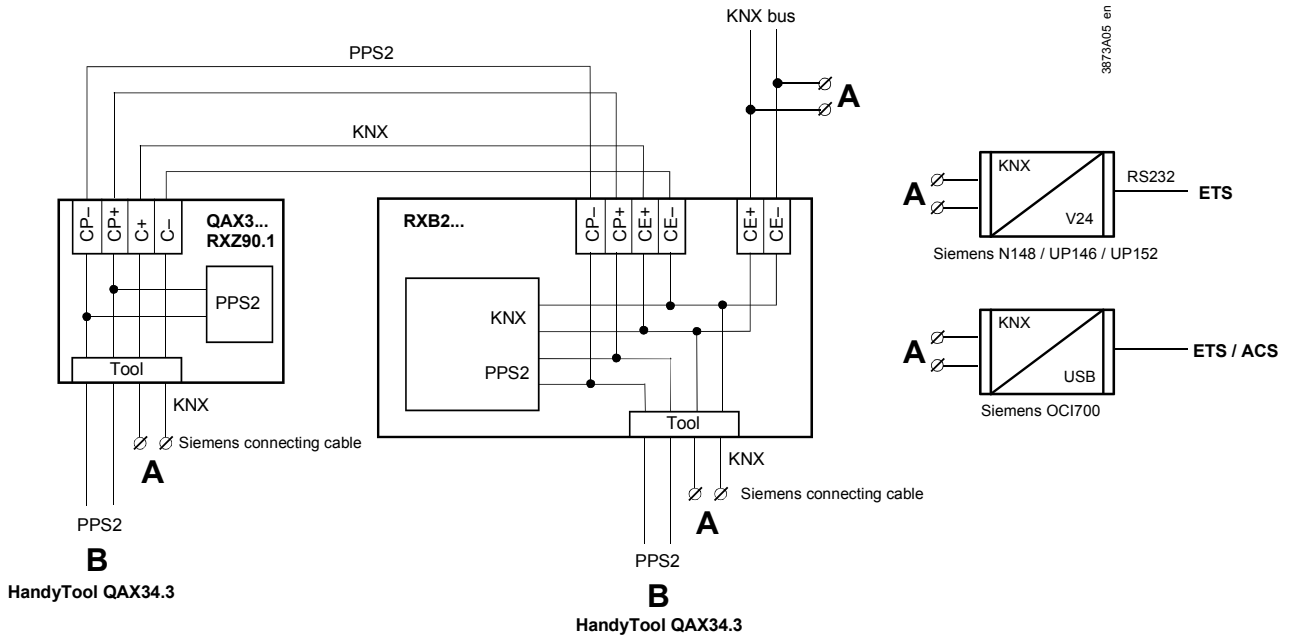 KNX bus
3873A05 en
PPS2
A
KNX
CP–
CP+
C+
C–
QAX3...
RXZ90.1
PPS2
Tool
KNX
Siemens connecting cable
A
PPS2
B
HandyTool QAX34.3
RXB2...
CP–
CP+
CE+
CE–
CE+
CE–
KNX
PPS2
Tool
KNX
Siemens connecting cable
A
PPS2
B
HandyTool QAX34.3
A
KNX
V24
RS232
ETS
Siemens N148 / UP146 / UP152
A
KNX
USB
ETS / ACS
Siemens OCI700